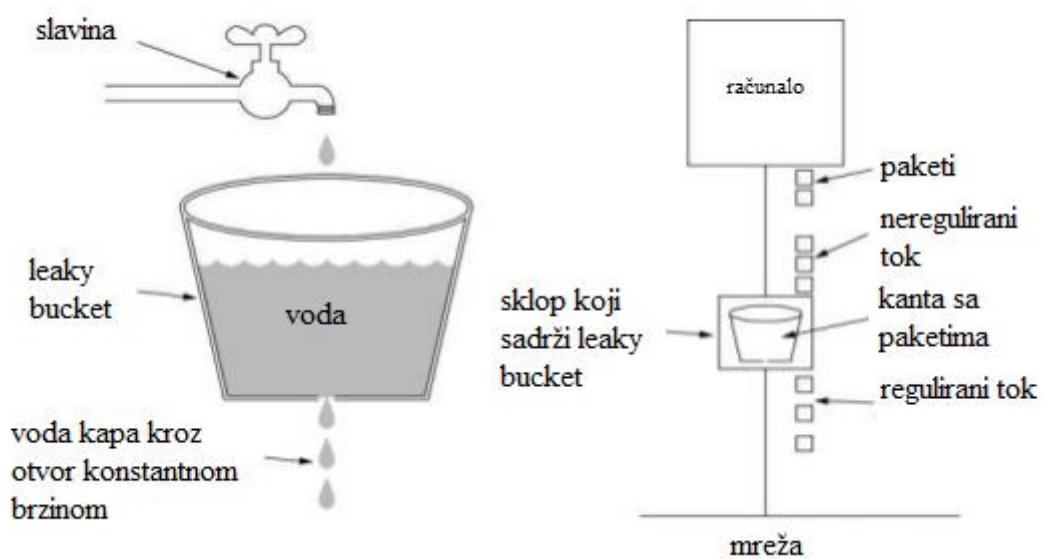 slavina
leaky
bucket
voda
voda kapa kroz
otvor konstantnom
brzinom
računalo
paketi
neregulirani
tok
sklop koji
sadrži leaky
bucket
kanta sa
paketima
regulirani tok
mreža